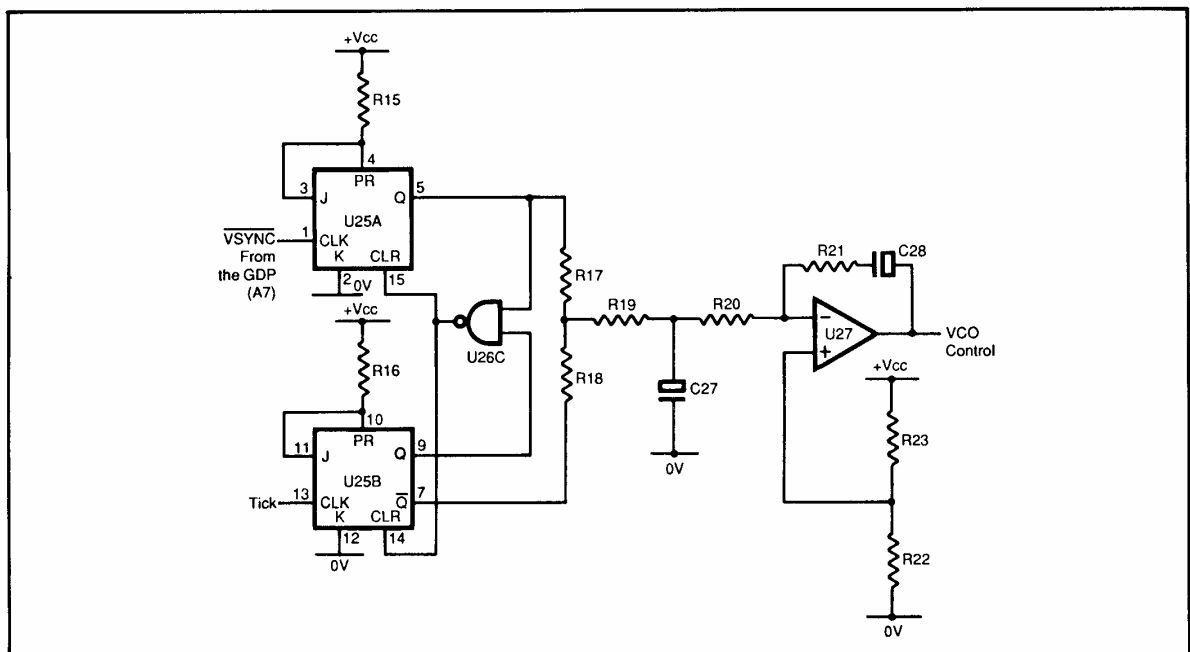 +Vcc
R15
4
PR
3
J
Q
5
U25A
VSYNC
From
the GDP
(A7)
1
CLK
K
CLR
2
0V
15
+Vcc
R16
U26C
R17
R18
R19
R20
C27
0V
R21
C28
−
U27
+
VCO
Control
+Vcc
R23
R22
0V
10
PR
11
J
Q
9
U25B
Tick
13
CLK
Q
7
K
CLR
12
14
0V